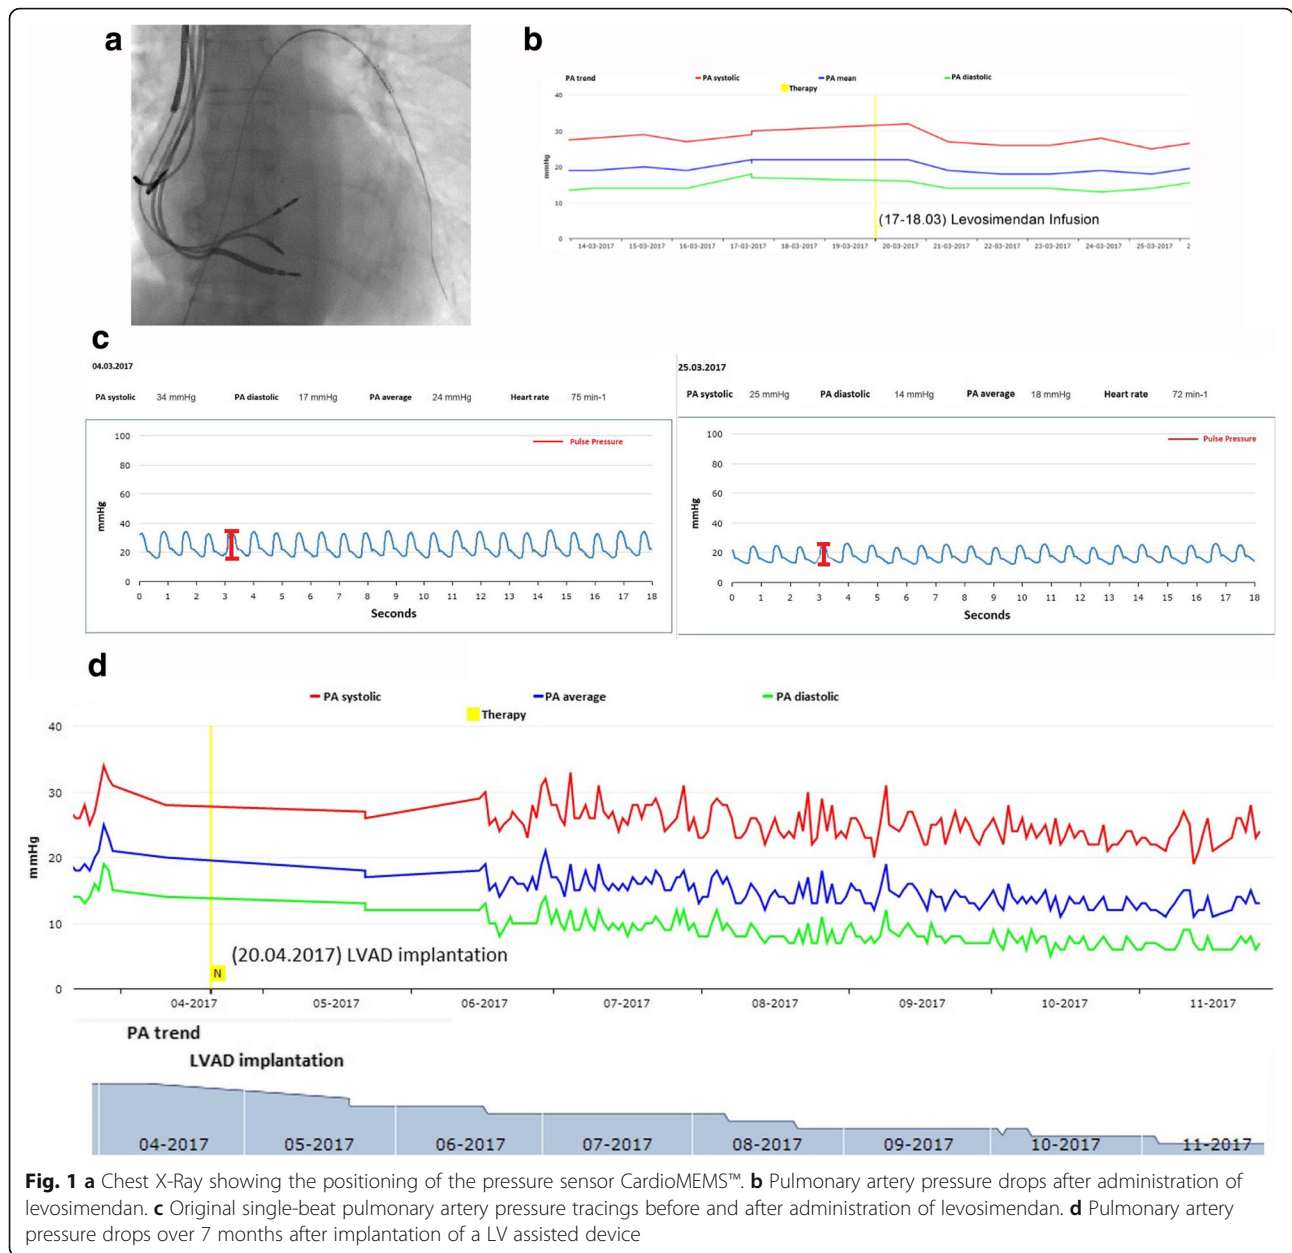 a
b
PA trend PA systolic PA mean PA diastolic
Therapy
40
30
20
10
0
mmHg
(17-18.03) Levosimendan Infusion
14-03-2017 15-03-2017 16-03-2017 17-03-2017 18-03-2017 19-03-2017 20-03-2017 21-03-2017 22-03-2017 23-03-2017 24-03-2017 25-03-2017 2
c
04.03.2017
PA systolic 34 mmHg PA diastolic 17 mmHg PA average 24 mmHg Heart rate 75 min-1
Pulse Pressure
100
80
60
40
20
0
mmHg
0 1 2 3 4 5 6 7 8 9 10 11 12 13 14 15 16 17 18
Seconds
25.03.2017
PA systolic 25 mmHg PA diastolic 14 mmHg PA average 18 mmHg Heart rate 72 min-1
Pulse Pressure
100
80
60
40
20
0
mmHg
0 1 2 3 4 5 6 7 8 9 10 11 12 13 14 15 16 17 18
Seconds
d
PA systolic PA average PA diastolic
Therapy
40
30
20
10
0
mmHg
(20.04.2017) LVAD implantation
N
04-2017 05-2017 06-2017 07-2017 08-2017 09-2017 10-2017 11-2017
PA trend
LVAD implantation
04-2017 05-2017 06-2017 07-2017 08-2017 09-2017 10-2017 11-2017
Fig. 1 a Chest X-Ray showing the positioning of the pressure sensor CardioMEMS™. b Pulmonary artery pressure drops after administration of
levosimendan. c Original single-beat pulmonary artery pressure tracings before and after administration of levosimendan. d Pulmonary artery
pressure drops over 7 months after implantation of a LV assisted device